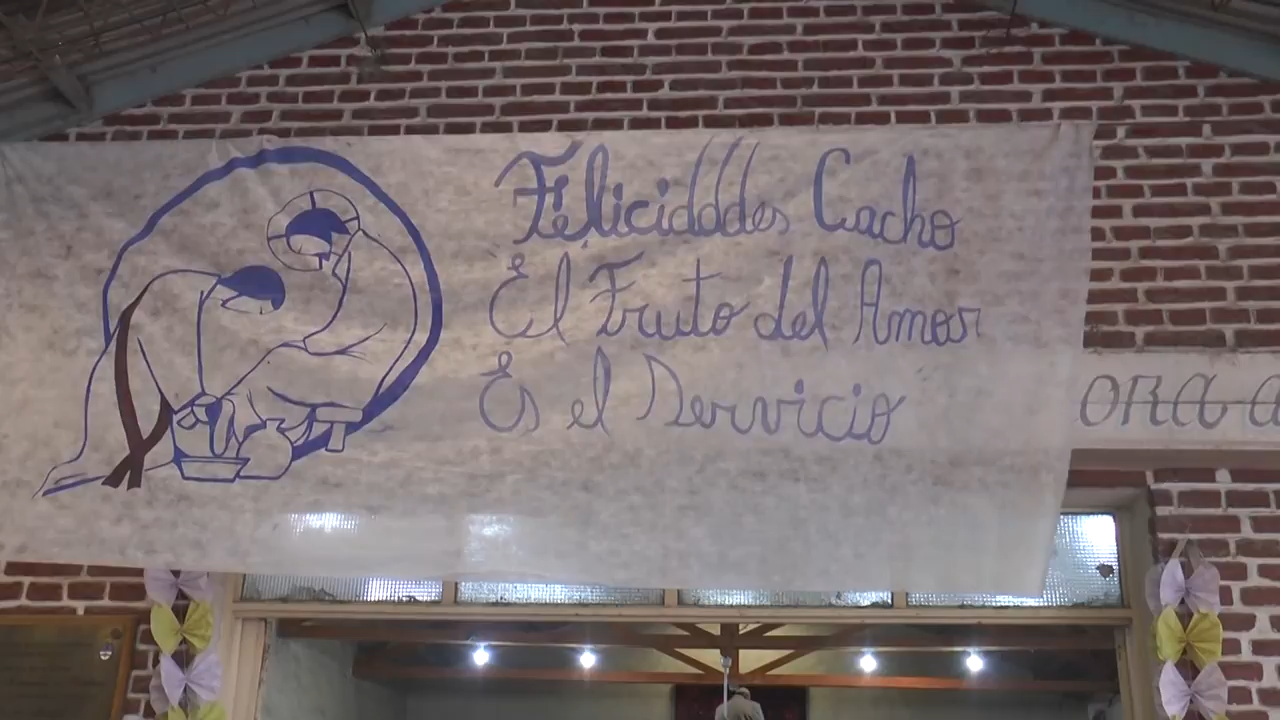 Felicidddes Cacho
El Fruto del Amor
Es el Servicio
ora a